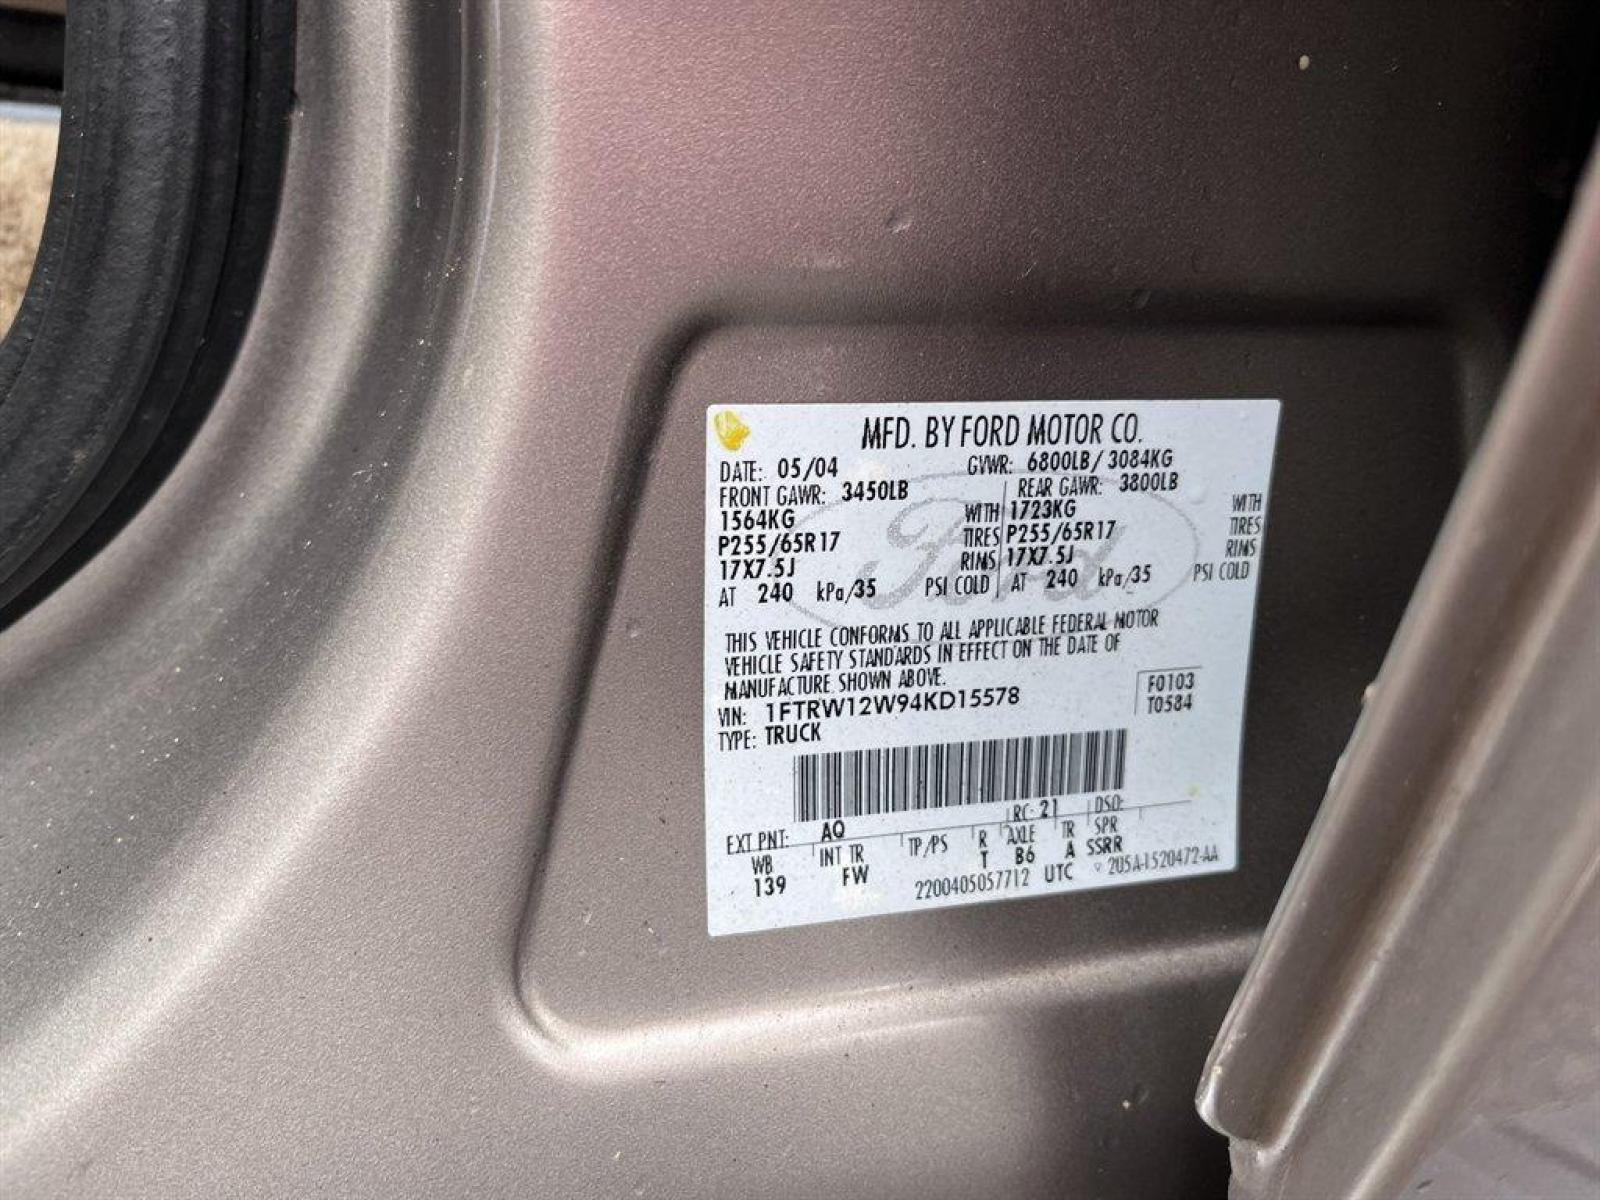 MFD. BY FORD MOTOR CO.
DATE: 05/04 GVWR: 6800LB/ 3084KG
FRONT GAWR: 3450LB REAR GAWR: 3800LB
1564KG WITH 1723KG WITH
P255/65R17 TIRES P255/65R17 TIRES
17X7.5J RIMS 17X7.5J RIMS
AT 240 kPa/35 PSI COLD AT 240 kPa/35 PSI COLD
Ford
THIS VEHICLE CONFORMS TO ALL APPLICABLE FEDERAL MOTOR
VEHICLE SAFETY STANDARDS IN EFFECT ON THE DATE OF
MANUFACTURE SHOWN ABOVE.
VIN: 1FTRW12W94KD15578 F0103
TYPE: TRUCK T0584
EXT PNT: AQ RC: 21 DSO:
WB INT TR TP/PS R AXLE TR SPR
139 FW T B6 A SSRR
2200405057712 UTC 2U5A-1520472-AA